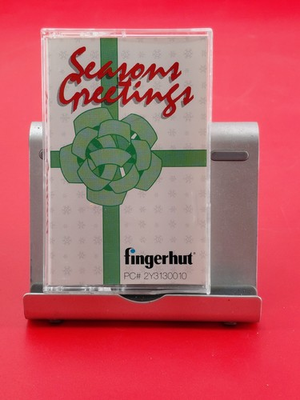 Seasons
Greetings
fingerhut®
PC# 2Y3130010